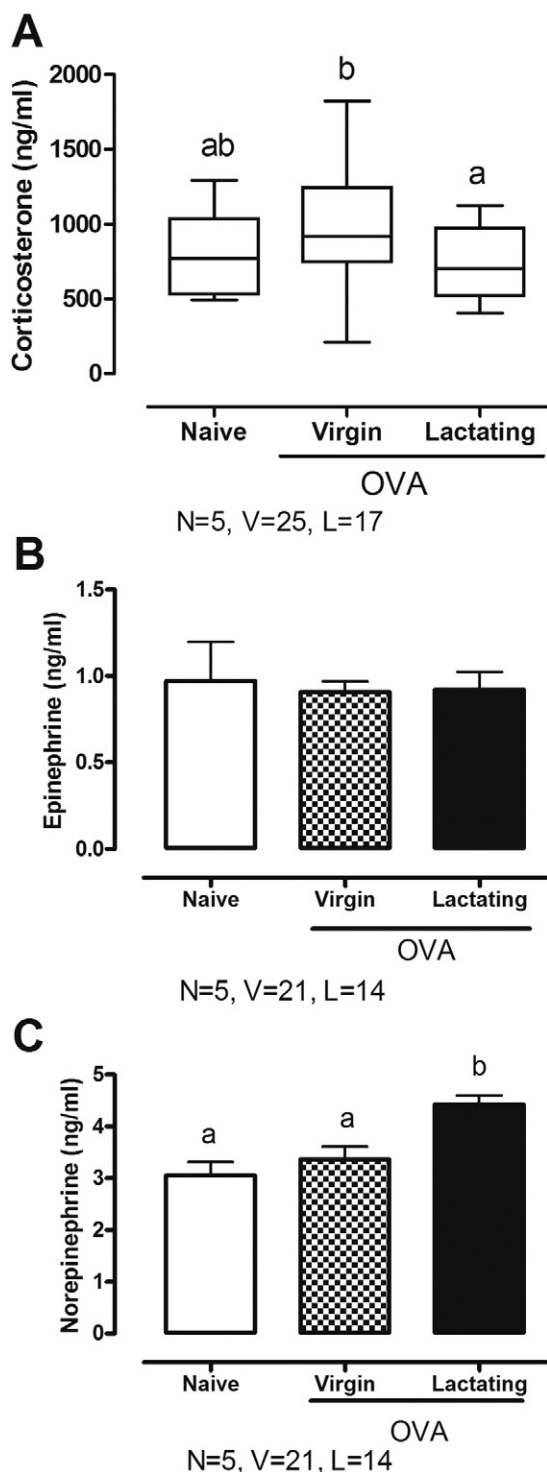 A
Corticosterone (ng/ml)
2000
1500
1000
500
0
ab
b
a
Naive Virgin Lactating
OVA
N=5, V=25, L=17
B
Epinephrine (ng/ml)
1.5
1.0
0.5
0.0
Naive Virgin Lactating
OVA
N=5, V=21, L=14
C
Norepinephrine (ng/ml)
5
4
3
2
1
0
a
a
b
Naive Virgin Lactating
OVA
N=5, V=21, L=14